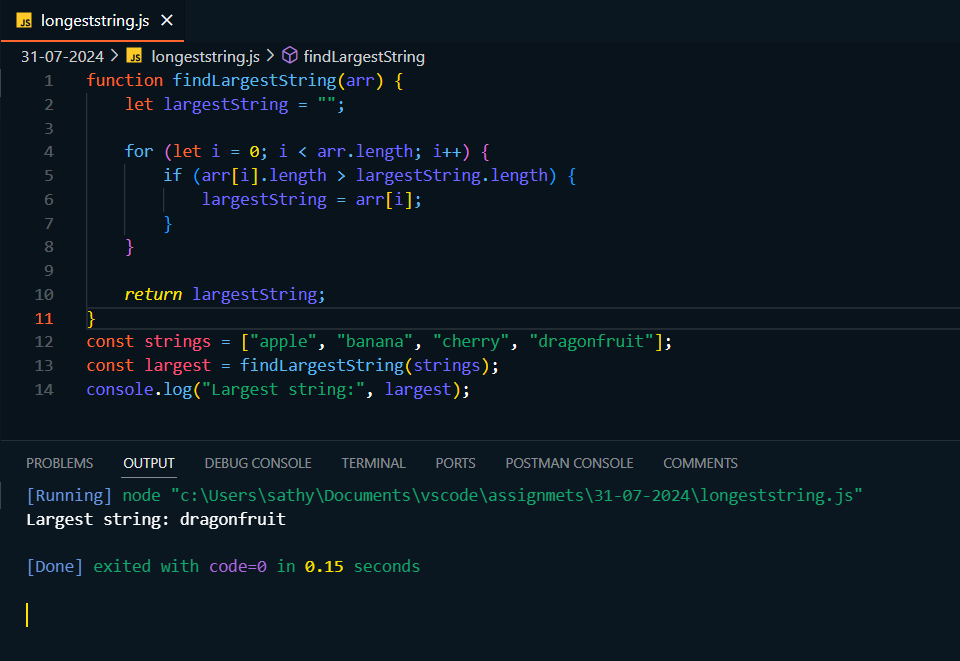 JS longeststring.js ×
31-07-2024 > JS longeststring.js > findLargestString
1 function findLargestString(arr) {
2     let largestString = "";
3
4     for (let i = 0; i < arr.length; i++) {
5         if (arr[i].length > largestString.length) {
6             largestString = arr[i];
7         }
8     }
9
10     return largestString;
11 }
12 const strings = ["apple", "banana", "cherry", "dragonfruit"];
13 const largest = findLargestString(strings);
14 console.log("Largest string:", largest);
PROBLEMS OUTPUT DEBUG CONSOLE TERMINAL PORTS POSTMAN CONSOLE COMMENTS
[Running] node "c:\Users\sathy\Documents\vscode\assignmets\31-07-2024\longeststring.js"
Largest string: dragonfruit
[Done] exited with code=0 in 0.15 seconds